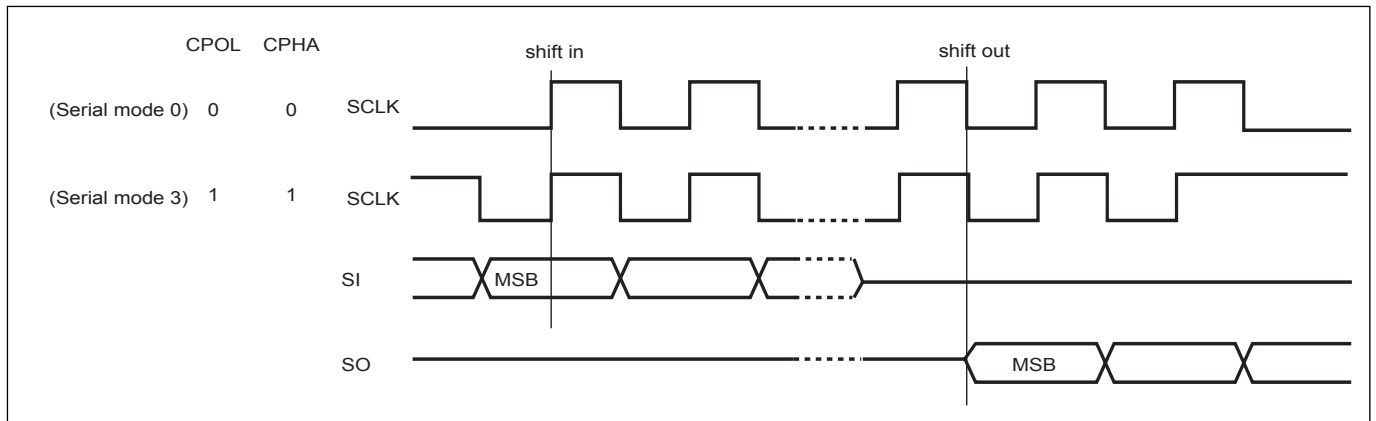 CPOL CPHA shift in shift out
(Serial mode 0) 0 0 SCLK
(Serial mode 3) 1 1 SCLK
SI MSB
SO MSB